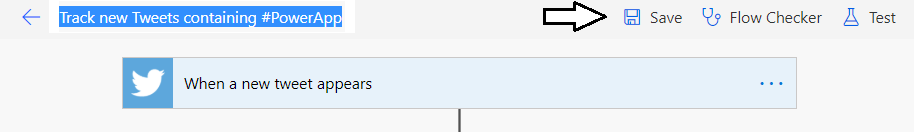 Track new Tweets containing #PowerApp Save Flow Checker Test
When a new tweet appears